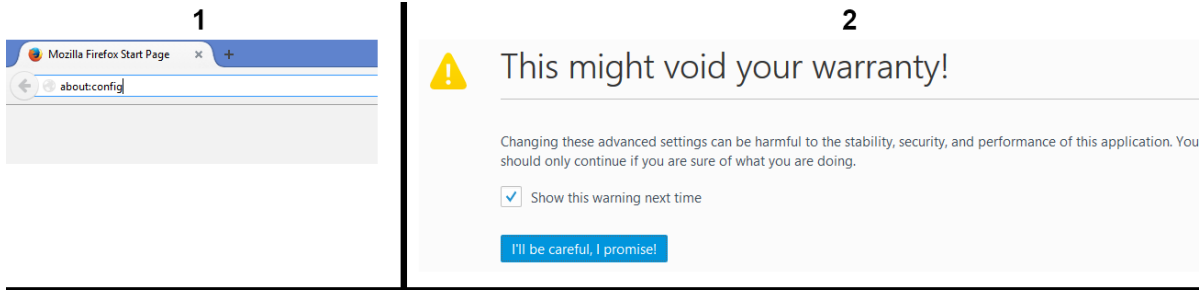 1
Mozilla Firefox Start Page
about:config
2
This might void your warranty!
Changing these advanced settings can be harmful to the stability, security, and performance of this application. You
should only continue if you are sure of what you are doing.
Show this warning next time
I'll be careful, I promise!